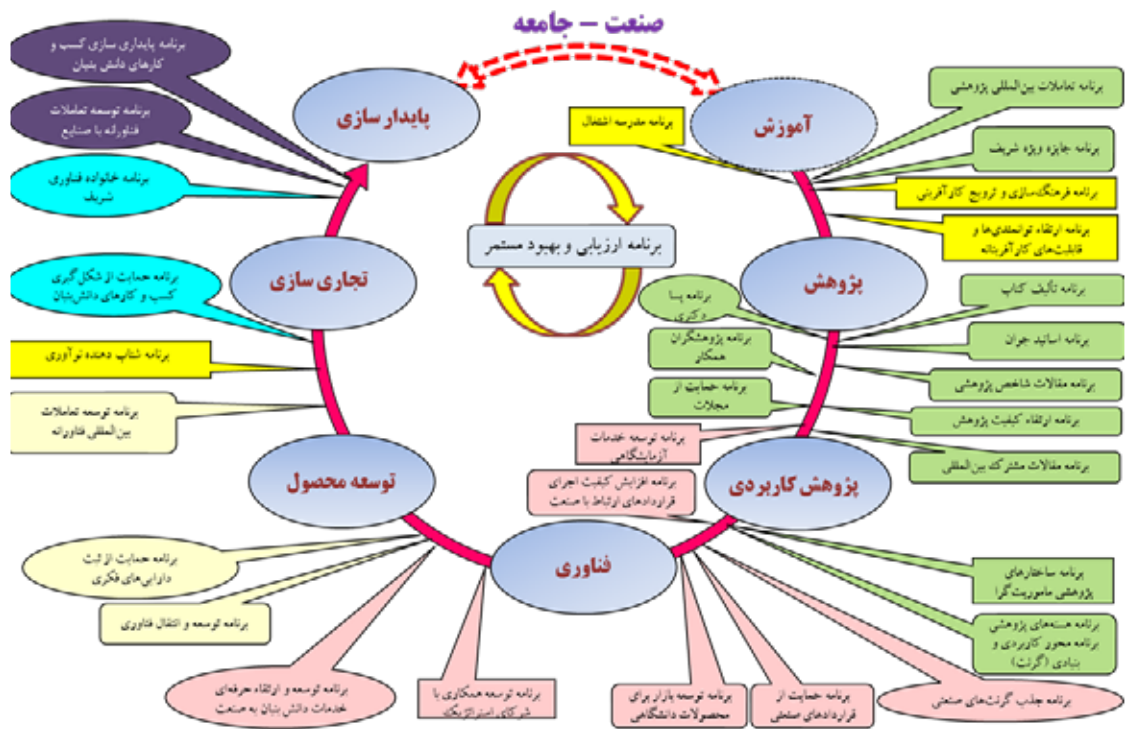 صنعت – جامعه
آموزش
پژوهش
پژوهش کاربردی
فناوری
توسعه محصول
تجاری سازی
پایدار سازی
برنامه ارزیابی و بهبود مستمر
برنامه مدرسه اشتغال
برنامه تعاملات بین‌المللی پژوهشی
برنامه جایزه ویژه شریف
برنامه فرهنگ‌سازی و ترویج کارآفرینی
برنامه ارتقاء توانمندی‌ها و
قابلیت‌های کارآفرینانه
برنامه تألیف کتاب
برنامه اساتید جوان
برنامه مقالات شاخص پژوهشی
برنامه ارتقاء کیفیت پژوهش
برنامه مقالات مشترک بین‌المللی
برنامه پسا
دکتری
برنامه پژوهشگران
همکار
برنامه حمایت از
مجلات
برنامه توسعه خدمات
آزمایشگاهی
برنامه افزایش کیفیت اجرای
قراردادهای ارتباط با صنعت
برنامه ساختارهای
پژوهشی ماموریت‌گرا
برنامه هسته‌های پژوهشی
برنامه محور کاربردی و
بنیادی (گرنت)
برنامه جذب گرنت‌های صنعتی
برنامه حمایت از
قراردادهای صنعتی
برنامه توسعه بازار برای
محصولات دانشگاهی
برنامه توسعه همکاری با
شرکای استراتژیک
برنامه توسعه و ارتقاء حرفه‌ای
خدمات دانش بنیان به صنعت
برنامه توسعه و انتقال فناوری
برنامه حمایت از ثبت
دارایی‌های فکری
برنامه توسعه تعاملات
بین‌المللی فناورانه
برنامه شتاب دهنده نوآوری
برنامه حمایت از شکل‌گیری
کسب و کارهای دانش‌بنیان
برنامه خانواده فناوری
شریف
برنامه توسعه تعاملات
فناورانه با صنایع
برنامه پایداری سازی کسب و
کارهای دانش بنیان